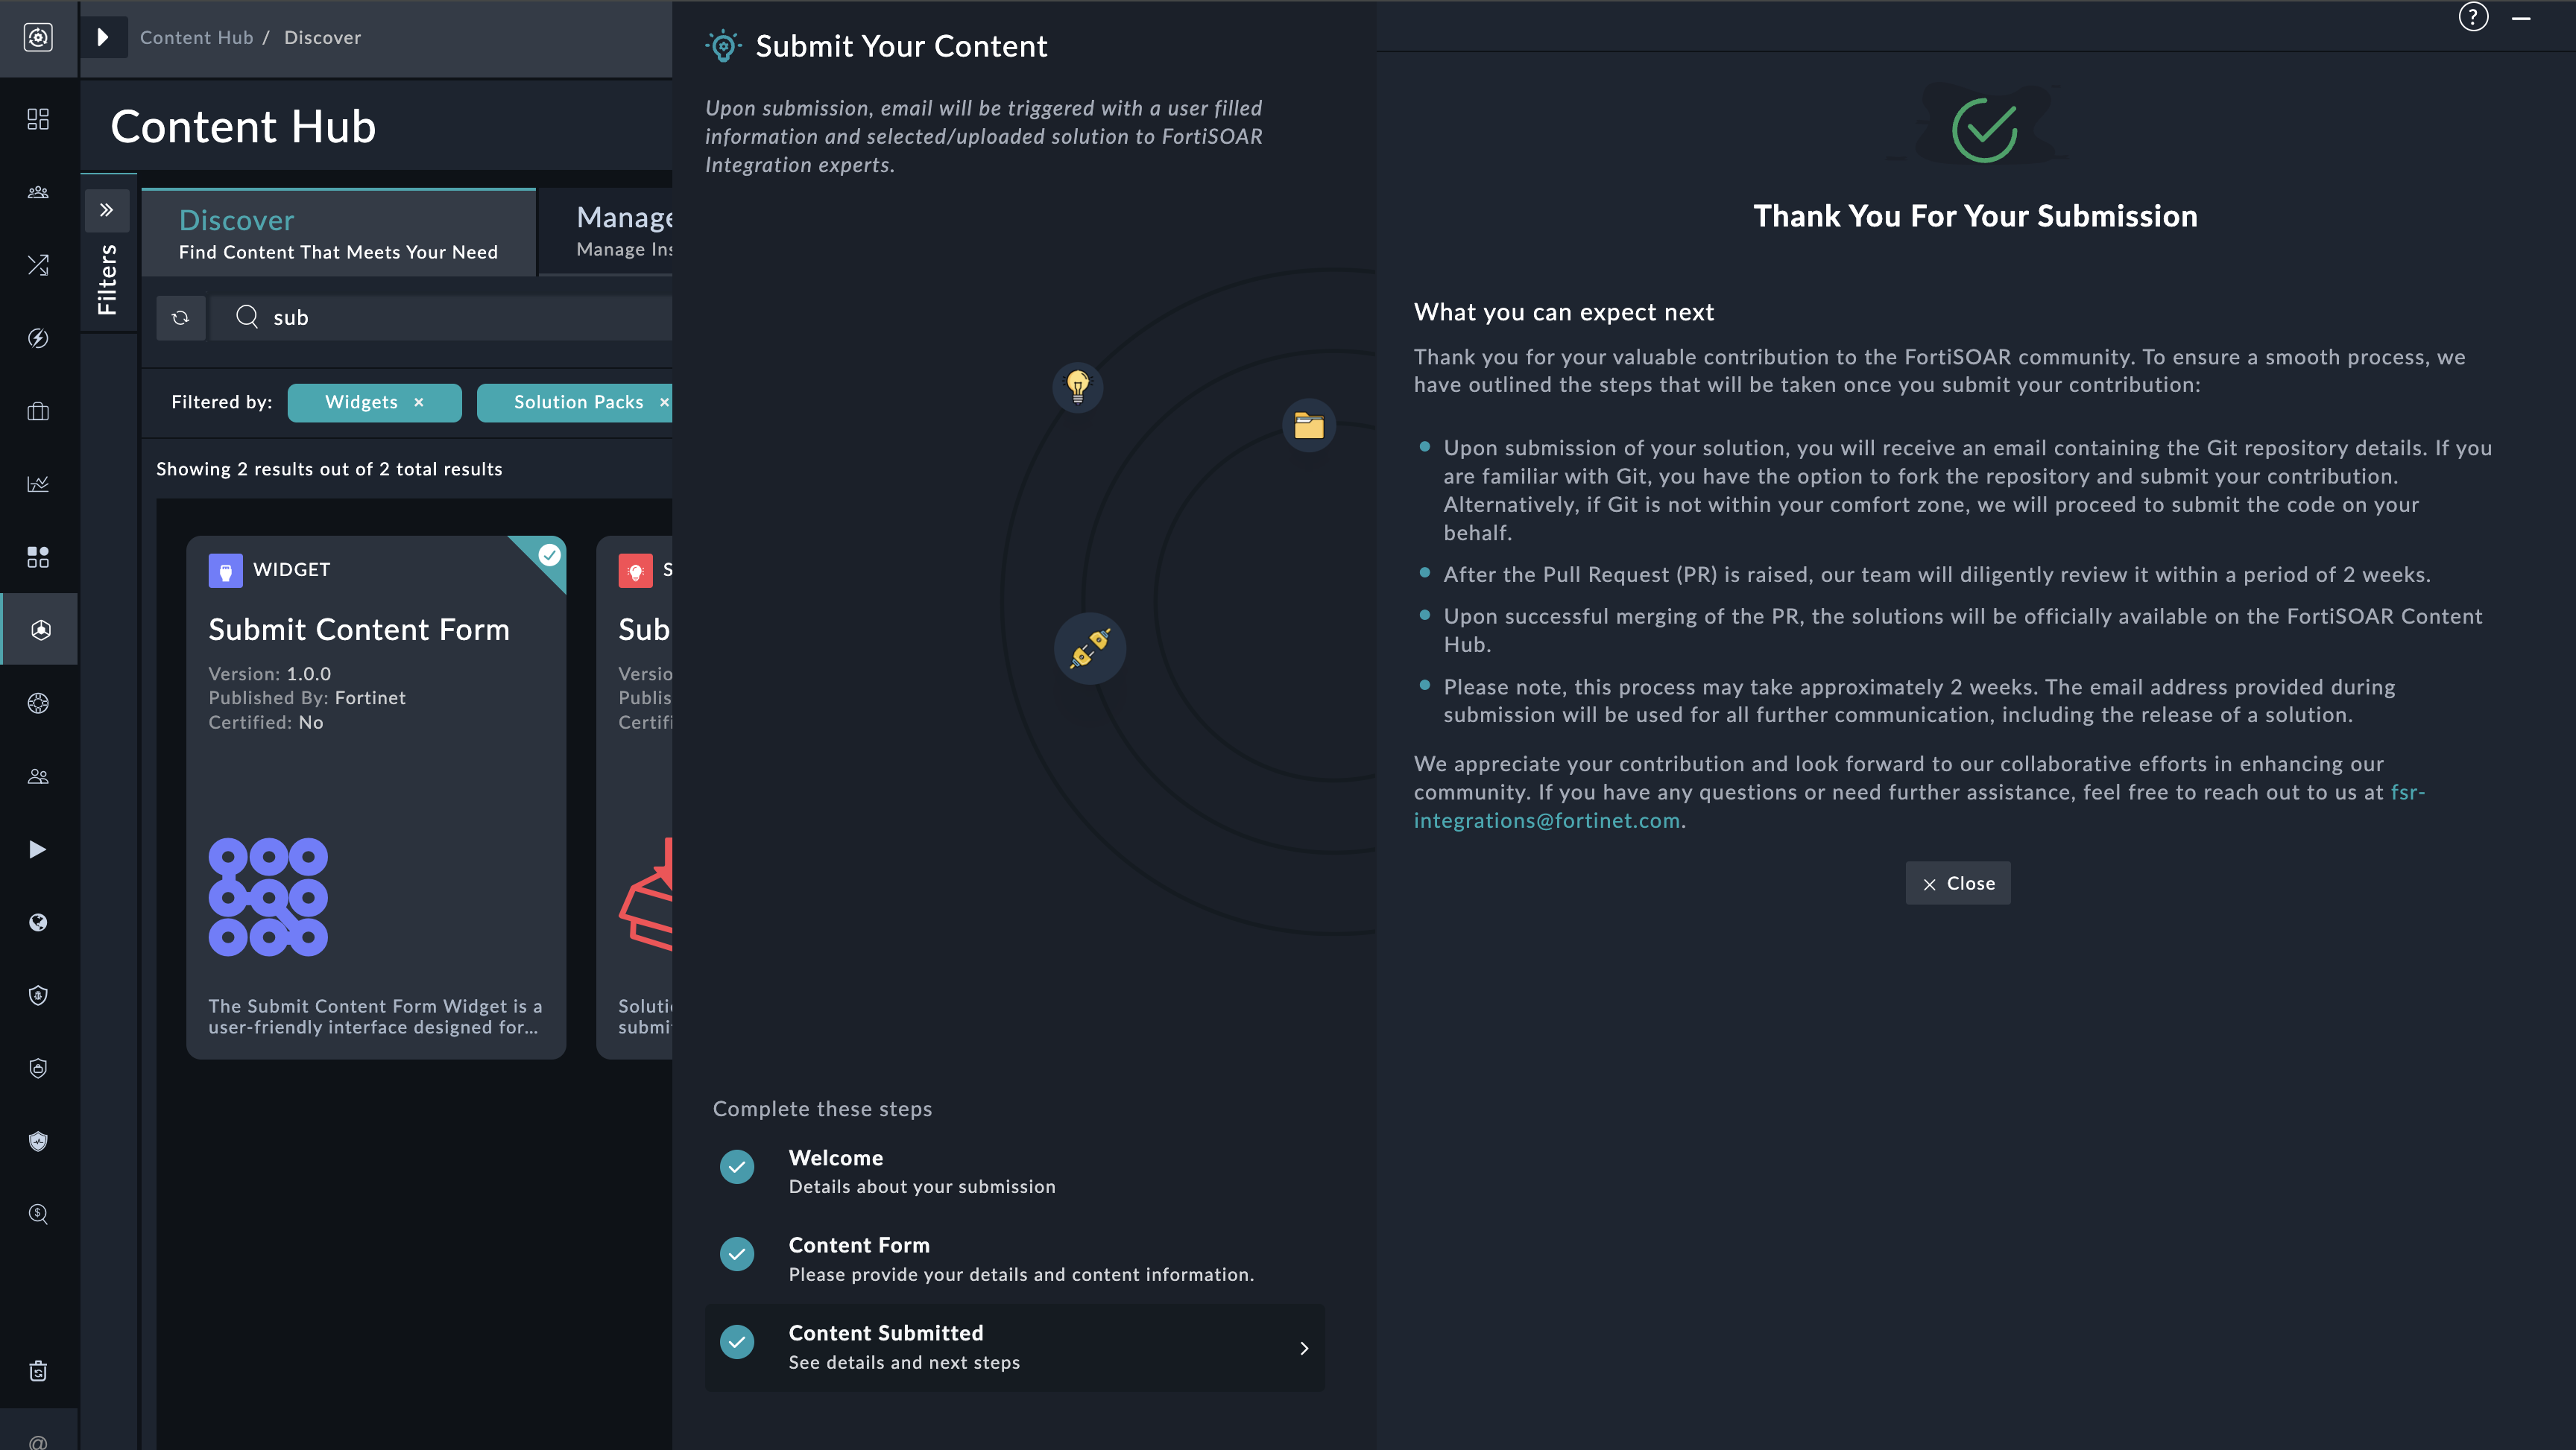 Content Hub / Discover
Content Hub
Filters
Discover
Find Content That Meets Your Need
Manage
Manage Ins
sub
Filtered by: Widgets × Solution Packs ×
Showing 2 results out of 2 total results
WIDGET
Submit Content Form
Version: 1.0.0
Published By: Fortinet
Certified: No
The Submit Content Form Widget is a
user-friendly interface designed for...
S
Sub
Versio
Publis
Certifi
Soluti
submi
Submit Your Content
Upon submission, email will be triggered with a user filled
information and selected/uploaded solution to FortiSOAR
Integration experts.
Complete these steps
Welcome
Details about your submission
Content Form
Please provide your details and content information.
Content Submitted
See details and next steps
Thank You For Your Submission
What you can expect next
Thank you for your valuable contribution to the FortiSOAR community. To ensure a smooth process, we
have outlined the steps that will be taken once you submit your contribution:
Upon submission of your solution, you will receive an email containing the Git repository details. If you
are familiar with Git, you have the option to fork the repository and submit your contribution.
Alternatively, if Git is not within your comfort zone, we will proceed to submit the code on your
behalf.
After the Pull Request (PR) is raised, our team will diligently review it within a period of 2 weeks.
Upon successful merging of the PR, the solutions will be officially available on the FortiSOAR Content
Hub.
Please note, this process may take approximately 2 weeks. The email address provided during
submission will be used for all further communication, including the release of a solution.
We appreciate your contribution and look forward to our collaborative efforts in enhancing our
community. If you have any questions or need further assistance, feel free to reach out to us at fsr-
integrations@fortinet.com.
× Close